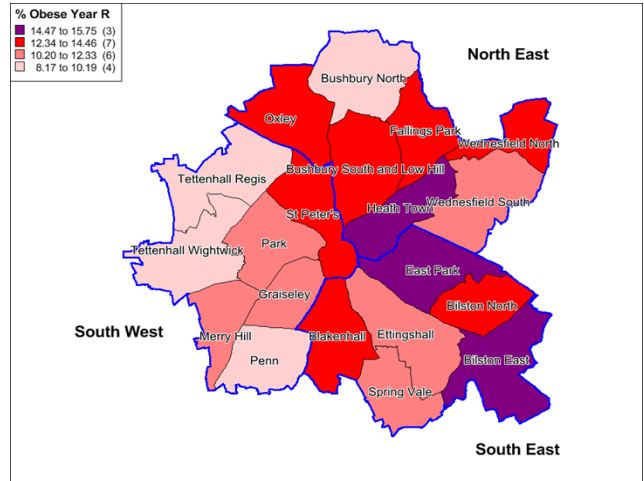 % Obese Year R
14.47 to 15.75 (3)
12.34 to 14.46 (7)
10.20 to 12.33 (6)
8.17 to 10.19 (4)
North East
Bushbury North
Oxley
Fallings Park
Wednesfield North
Bushbury South and Low Hill
Tettenhall Regis
Heath Town
Wednesfield South
St Peter's
Park
Tettenhall Wightwick
East Park
Graiseley
Bilston North
South West
Merry Hill
Blakenhall
Ettingshall
Penn
Bilston East
Spring Vale
South East